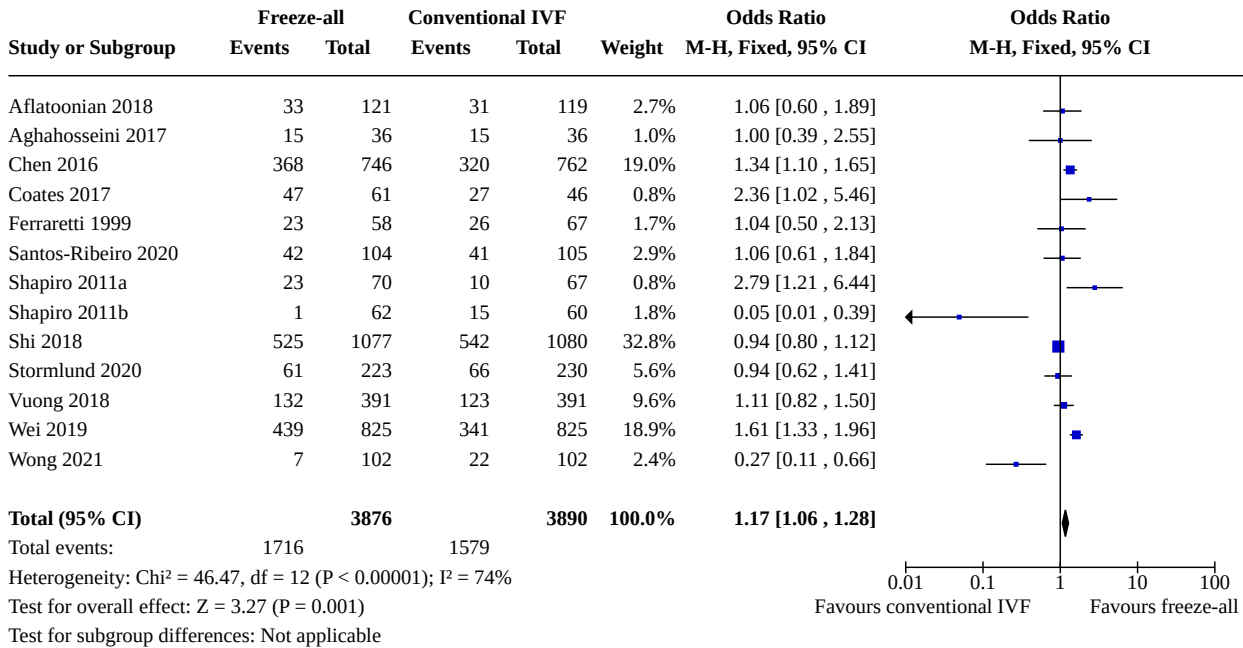 Freeze-all Conventional IVF Odds Ratio Odds Ratio
Study or Subgroup Events Total Events Total Weight M-H, Fixed, 95% CI M-H, Fixed, 95% CI
Aflatoonian 2018 33 121 31 119 2.7% 1.06 [0.60 , 1.89]
Aghahosseini 2017 15 36 15 36 1.0% 1.00 [0.39 , 2.55]
Chen 2016 368 746 320 762 19.0% 1.34 [1.10 , 1.65]
Coates 2017 47 61 27 46 0.8% 2.36 [1.02 , 5.46]
Ferraretti 1999 23 58 26 67 1.7% 1.04 [0.50 , 2.13]
Santos-Ribeiro 2020 42 104 41 105 2.9% 1.06 [0.61 , 1.84]
Shapiro 2011a 23 70 10 67 0.8% 2.79 [1.21 , 6.44]
Shapiro 2011b 1 62 15 60 1.8% 0.05 [0.01 , 0.39]
Shi 2018 525 1077 542 1080 32.8% 0.94 [0.80 , 1.12]
Stormlund 2020 61 223 66 230 5.6% 0.94 [0.62 , 1.41]
Vuong 2018 132 391 123 391 9.6% 1.11 [0.82 , 1.50]
Wei 2019 439 825 341 825 18.9% 1.61 [1.33 , 1.96]
Wong 2021 7 102 22 102 2.4% 0.27 [0.11 , 0.66]
Total (95% CI) 3876 3890 100.0% 1.17 [1.06 , 1.28]
Total events: 1716 1579
Heterogeneity: Chi² = 46.47, df = 12 (P < 0.00001); I² = 74%
0.01 0.1 1 10 100
Test for overall effect: Z = 3.27 (P = 0.001)
Favours conventional IVF Favours freeze-all
Test for subgroup differences: Not applicable